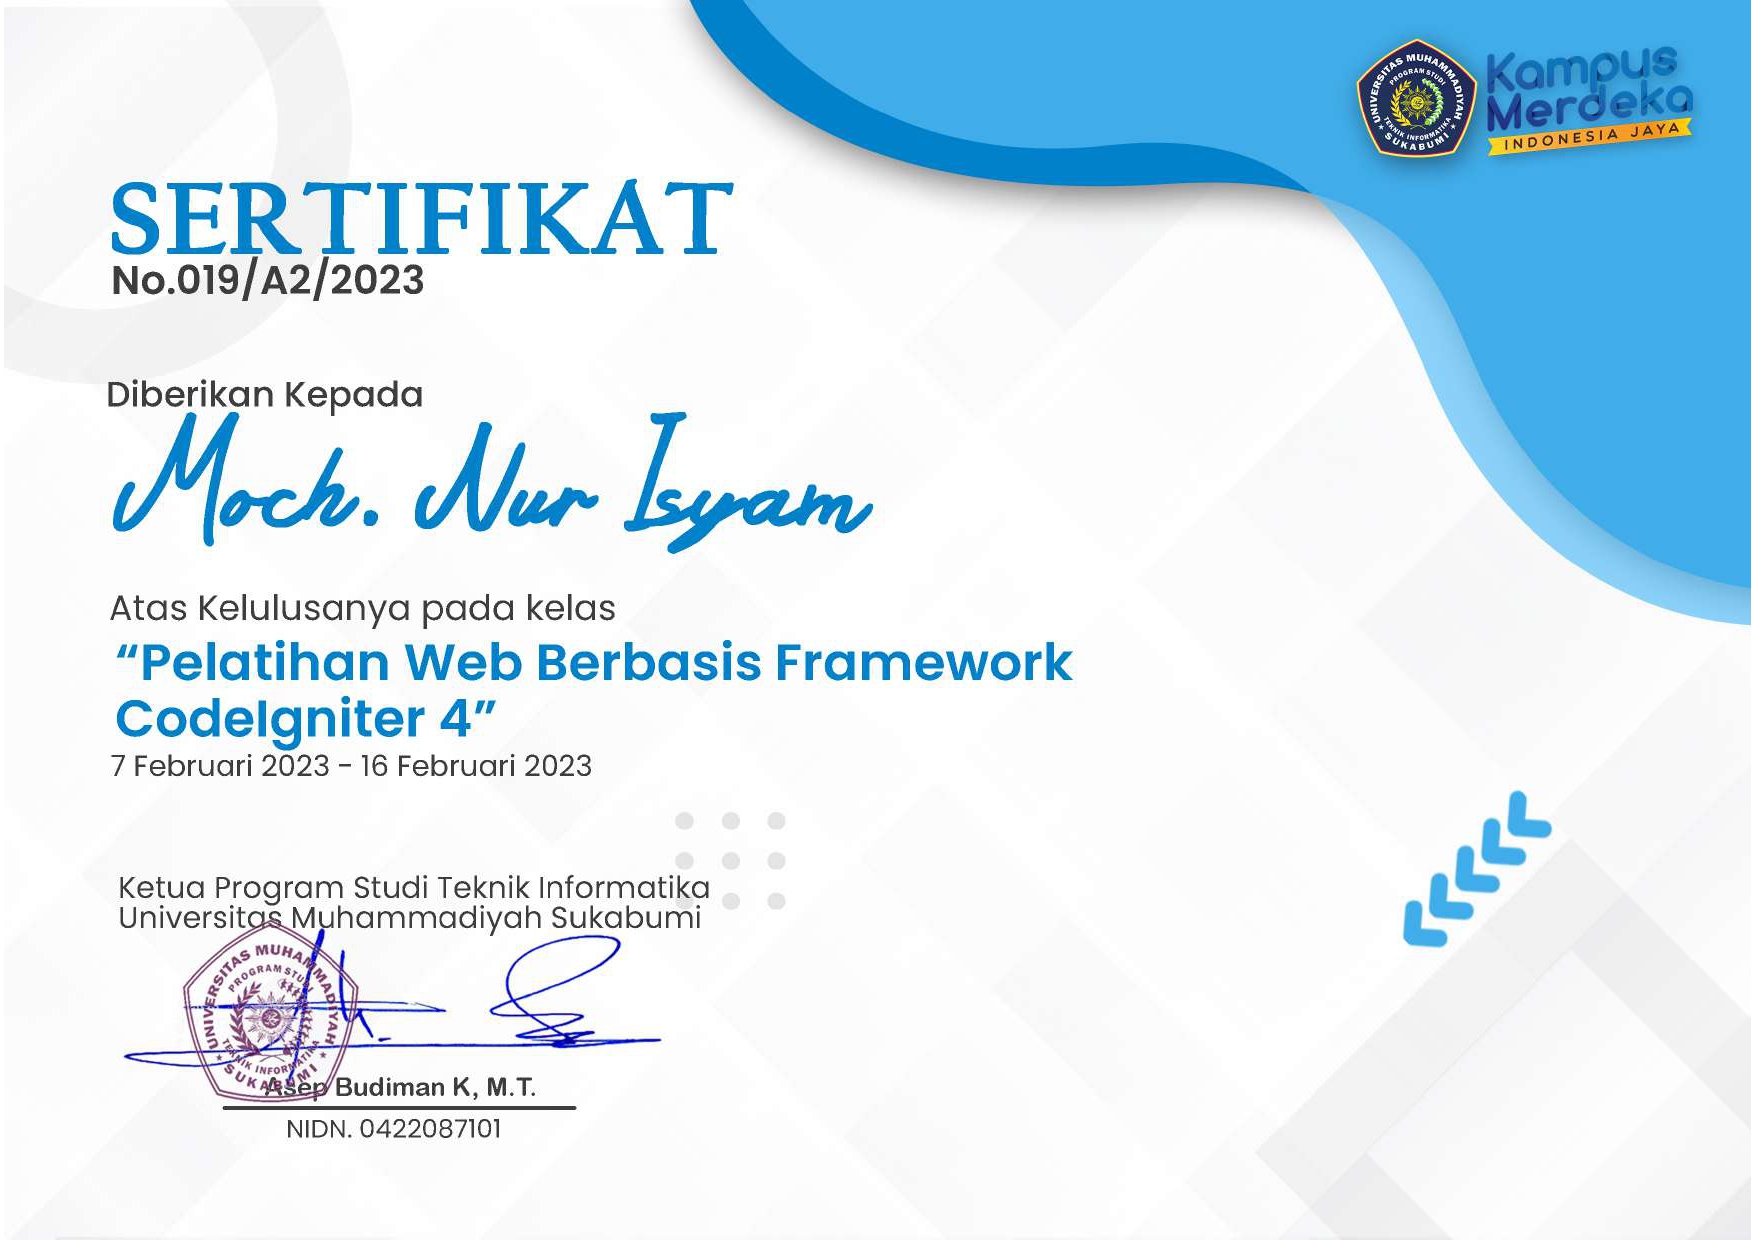 UNIVERSITAS MUHAMMADIYAH
PROGRAM STUDI
TEKNIK INFORMATIKA
SUKABUMI
Kampus
Merdeka
INDONESIA JAYA
SERTIFIKAT
No.019/A2/2023
Diberikan Kepada
Moch. Nur Isyam
Atas Kelulusanya pada kelas
“Pelatihan Web Berbasis Framework
CodeIgniter 4”
7 Februari 2023 - 16 Februari 2023
Ketua Program Studi Teknik Informatika
Universitas Muhammadiyah Sukabumi
UNIVERSITAS MUHAMMADIYAH
PROGRAM STUDI
TEKNIK INFORMATIKA
SUKABUMI
Asep Budiman K, M.T.
NIDN. 0422087101